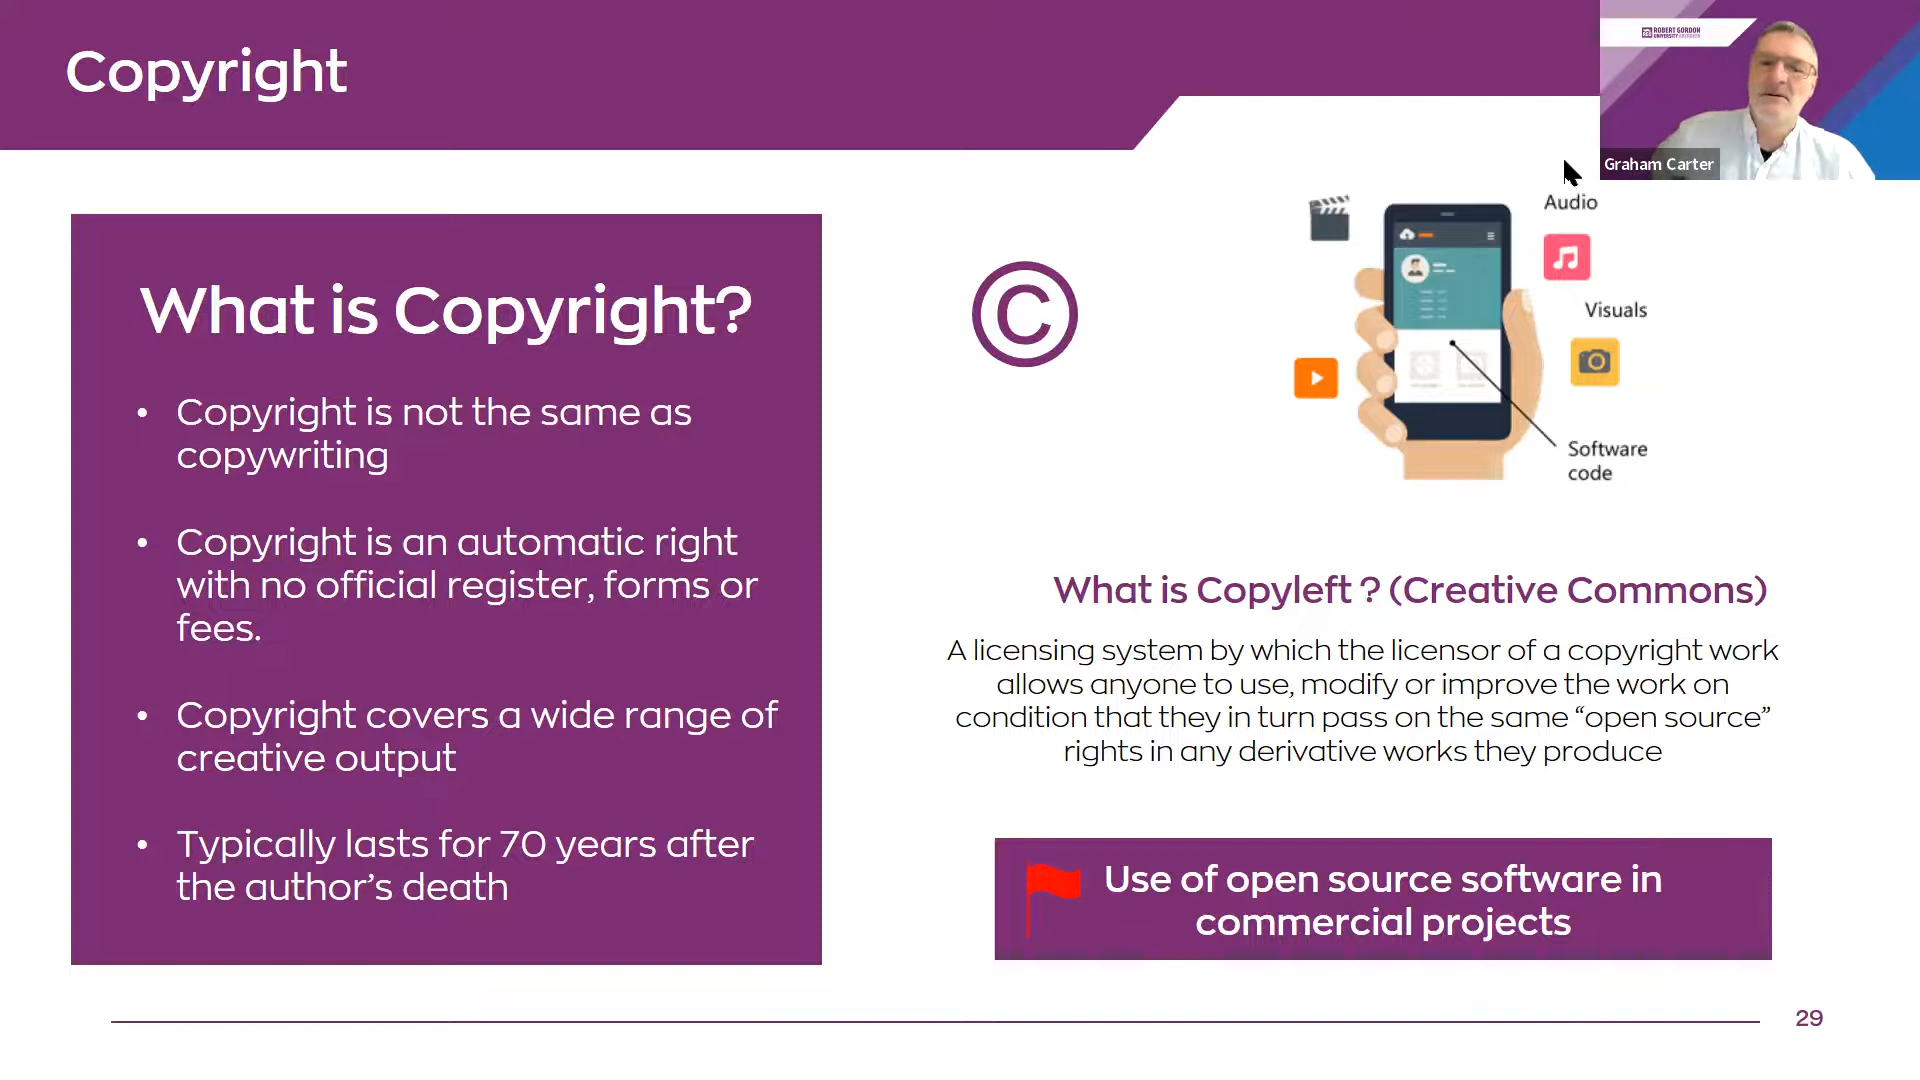 Copyright
ROBERT GORDON
UNIVERSITY ABERDEEN
Graham Carter
What is Copyright?
• Copyright is not the same as
copywriting
• Copyright is an automatic right
with no official register, forms or
fees.
• Copyright covers a wide range of
creative output
• Typically lasts for 70 years after
the author's death
©
Audio
Visuals
Software
code
What is Copyleft ? (Creative Commons)
A licensing system by which the licensor of a copyright work
allows anyone to use, modify or improve the work on
condition that they in turn pass on the same “open source”
rights in any derivative works they produce
Use of open source software in
commercial projects
29